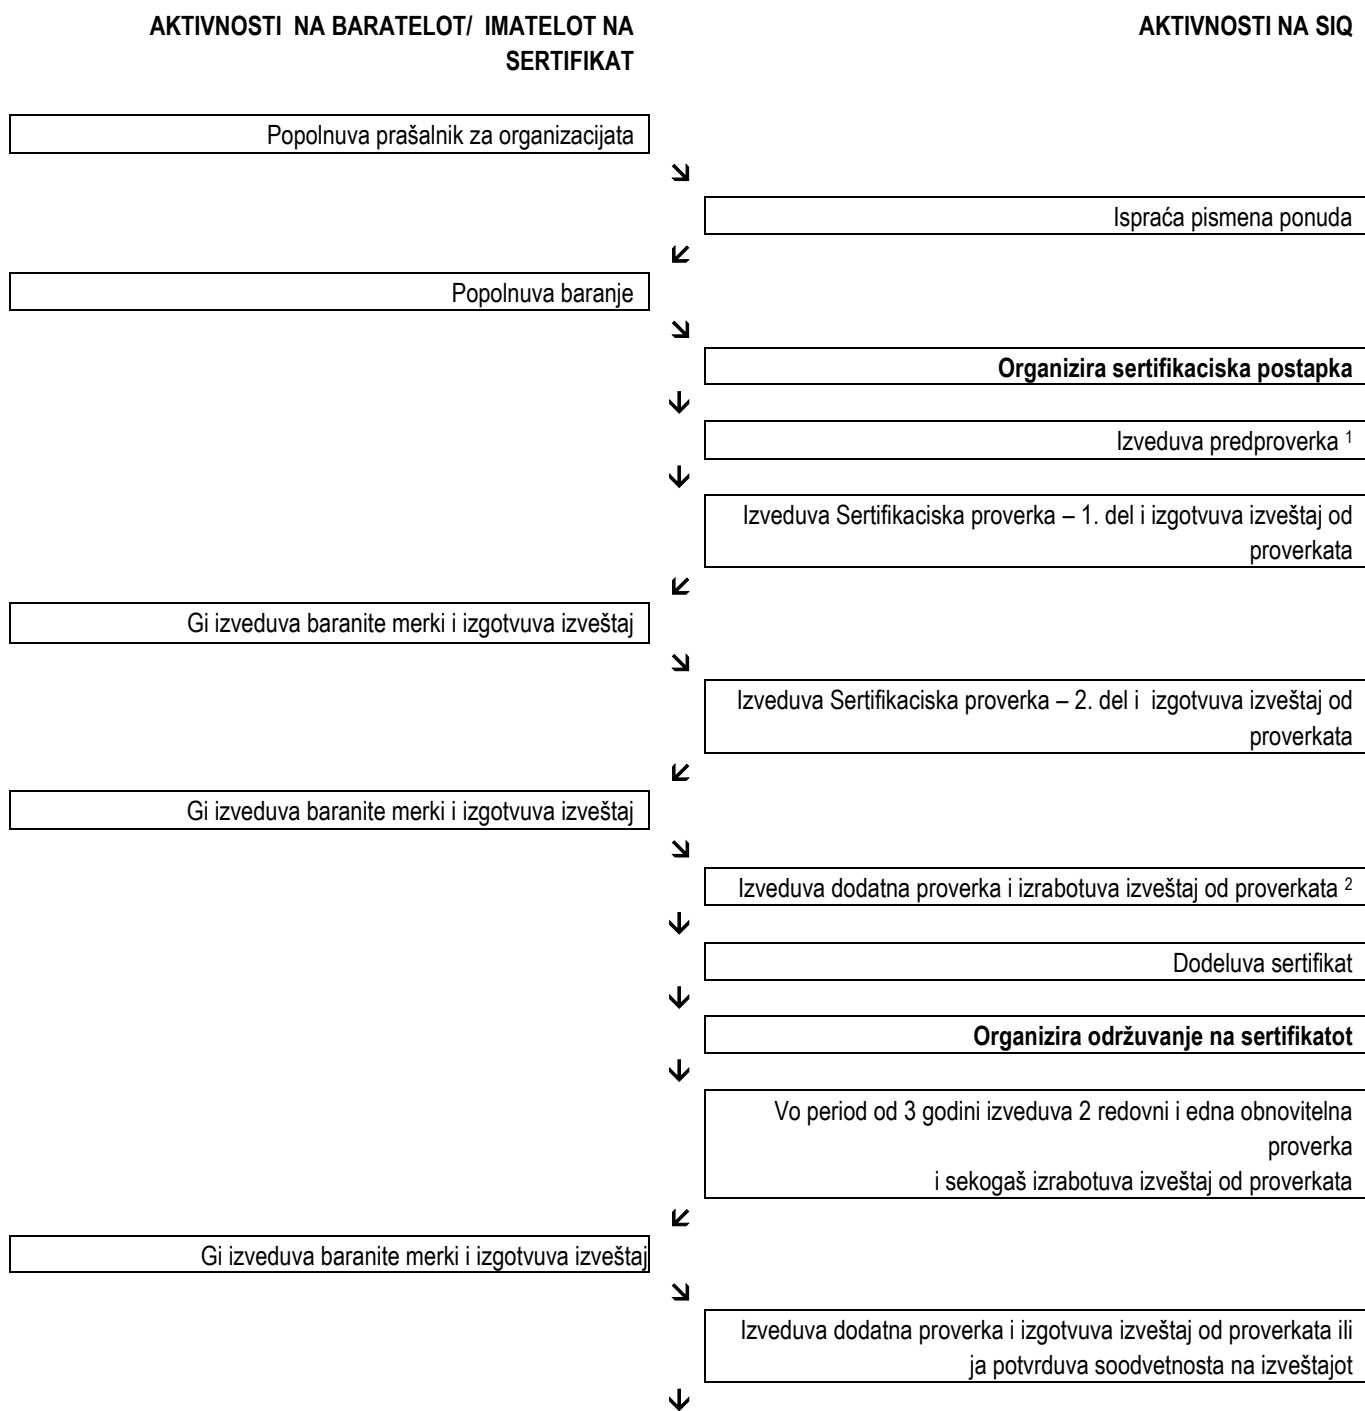 AKTIVNOSTI NA BARATELOT/ IMATELOT NA
SERTIFIKAT
AKTIVNOSTI NA SIQ
Popolnuva prašalnik za organizacijata
Ispraća pismena ponuda
Popolnuva baranje
Organizira sertifikaciska postapka
Izveduva predproverka 1
Izveduva Sertifikaciska proverka – 1. del i izgotvuva izveštaj od
proverkata
Gi izveduva baranite merki i izgotvuva izveštaj
Izveduva Sertifikaciska proverka – 2. del i izgotvuva izveštaj od
proverkata
Gi izveduva baranite merki i izgotvuva izveštaj
Izveduva dodatna proverka i izrabotuva izveštaj od proverkata 2
Dodeluva sertifikat
Organizira održuvanje na sertifikatot
Vo period od 3 godini izveduva 2 redovni i edna obnovitelna
proverka
i sekogaš izrabotuva izveštaj od proverkata
Gi izveduva baranite merki i izgotvuva izveštaj
Izveduva dodatna proverka i izgotvuva izveštaj od proverkata ili
ja potvrduva soodvetnosta na izveštajot